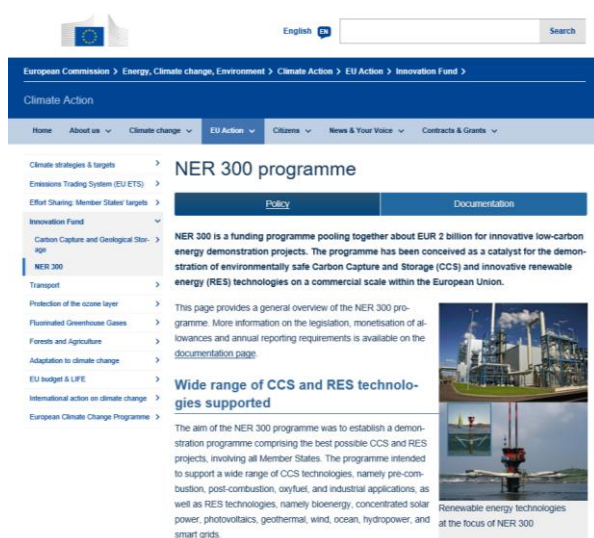 English EN
Search
European Commission > Energy, Climate change, Environment > Climate Action > EU Action > Innovation Fund >
Climate Action
Home About us Climate change EU Action Citizens News & Your Voice Contracts & Grants
Climate strategies & targets
Emissions Trading System (EU ETS)
Effort Sharing: Member States' targets
Innovation Fund
Carbon Capture and Geological Stor-
age
NER 300
Transport
Protection of the ozone layer
Fluorinated Greenhouse Gases
Forests and Agriculture
Adaptation to climate change
EU budget & LIFE
International action on climate change
European Climate Change Programme
NER 300 programme
Policy Documentation
NER 300 is a funding programme pooling together about EUR 2 billion for innovative low-carbon
energy demonstration projects. The programme has been conceived as a catalyst for the demon-
stration of environmentally safe Carbon Capture and Storage (CCS) and innovative renewable
energy (RES) technologies on a commercial scale within the European Union.
This page provides a general overview of the NER 300 pro-
gramme. More information on the legislation, monetisation of al-
lowances and annual reporting requirements is available on the
documentation page.
Wide range of CCS and RES technolo-
gies supported
The aim of the NER 300 programme was to establish a demon-
stration programme comprising the best possible CCS and RES
projects, involving all Member States. The programme intended
to support a wide range of CCS technologies, namely pre-com-
bustion, post-combustion, oxyfuel, and industrial applications, as
well as RES technologies, namely bioenergy, concentrated solar
power, photovoltaics, geothermal, wind, ocean, hydropower, and
smart grids.
Renewable energy technologies
at the focus of NER 300